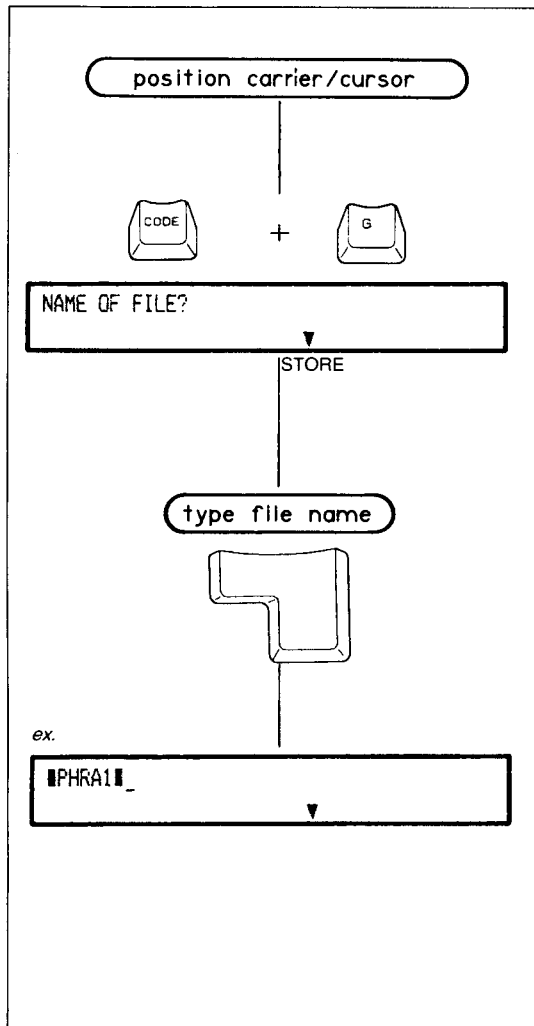 position carrier/cursor
CODE + G
NAME OF FILE?
STORE
type file name
ex.
PHRA1 _